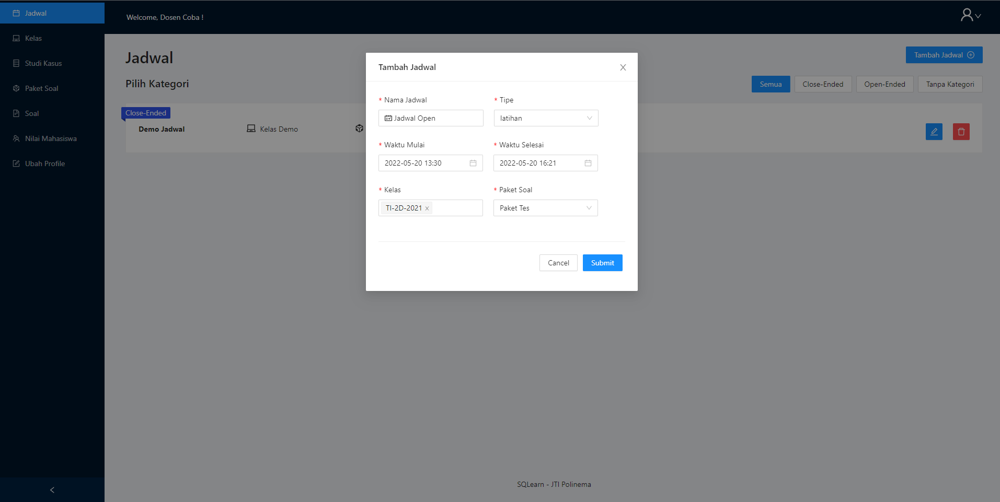 Jadwal
Kelas
Studi Kasus
Paket Soal
Soal
Nilai Mahasiswa
Ubah Profile
Welcome, Dosen Coba !
Jadwal
Tambah Jadwal
Pilih Kategori
Semua Close-Ended Open-Ended Tanpa Kategori
Close-Ended
Demo Jadwal Kelas Demo
Tambah Jadwal
* Nama Jadwal * Tipe
Jadwal Open latihan
* Waktu Mulai * Waktu Selesai
2022-05-20 13:30 2022-05-20 16:21
* Kelas * Paket Soal
TI-2D-2021 Paket Tes
Cancel Submit
SQLearn - JTI Polinema